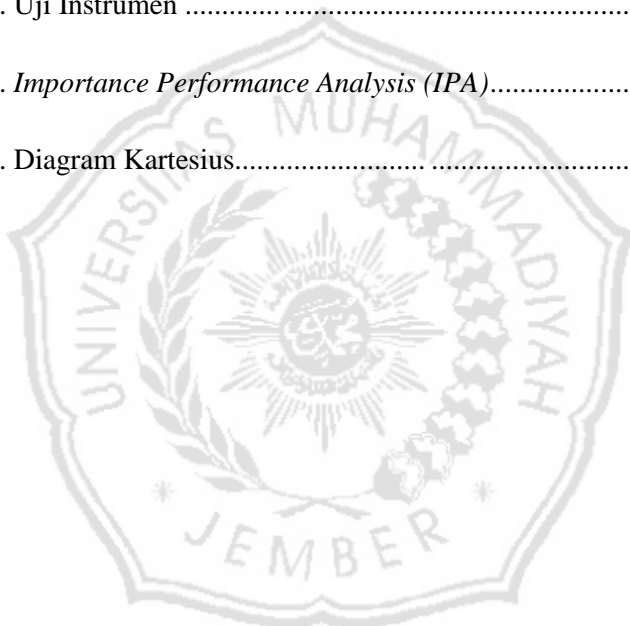 . Uji Instrumen ............. ..............................................
. Importance Performance Analysis (IPA)...................
. Diagram Kartesius.......................... ...........................
UNIVERSITAS MUHAMMADIYAH
* JEMBER *